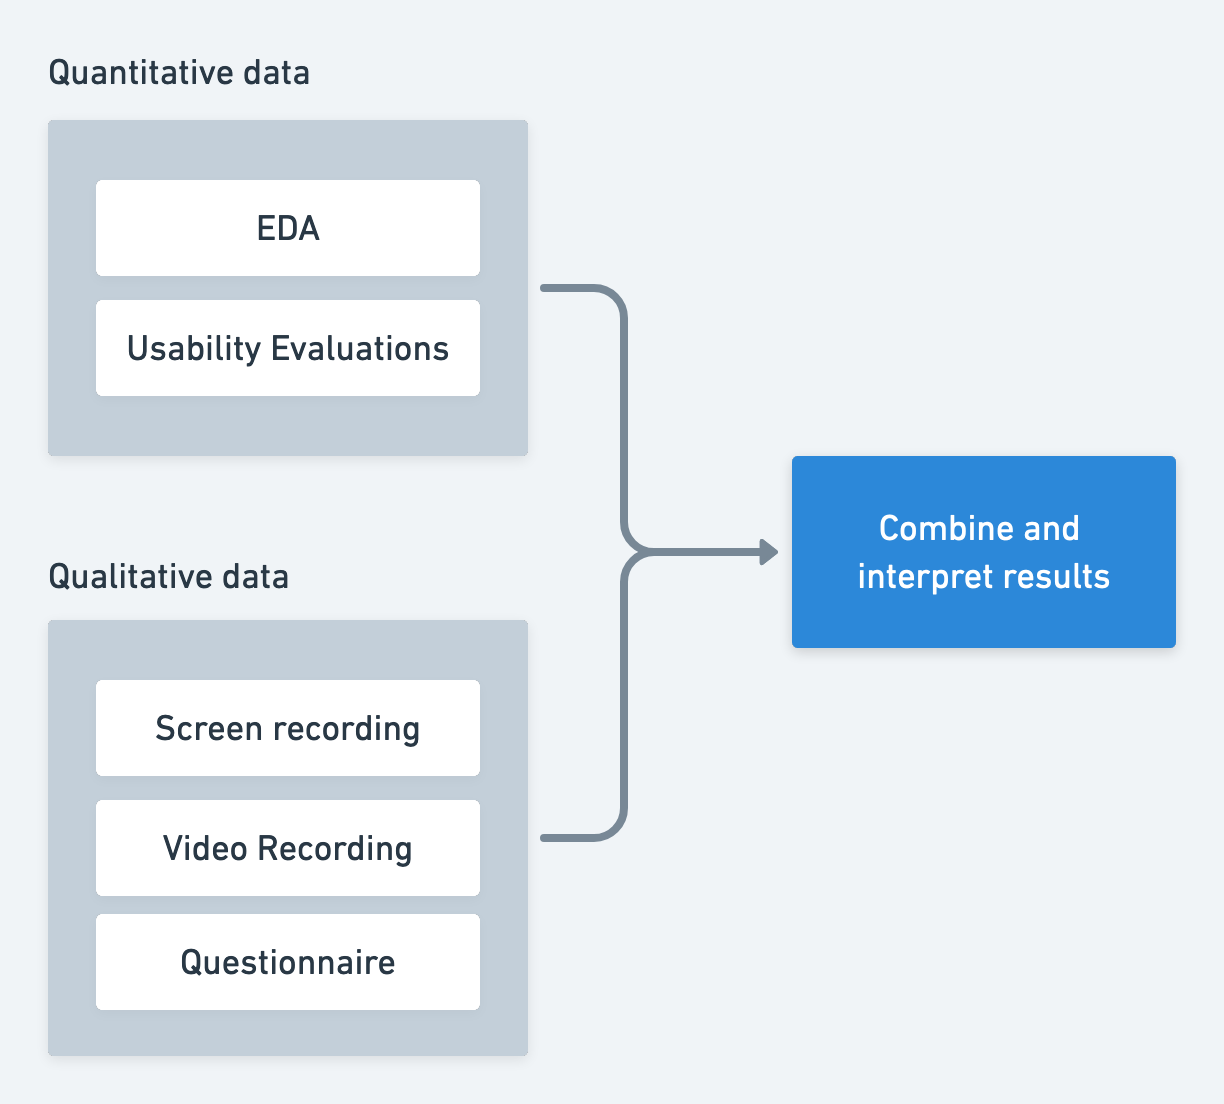 Quantitative data
EDA
Usability Evaluations
Qualitative data
Screen recording
Video Recording
Questionnaire
Combine and
interpret results